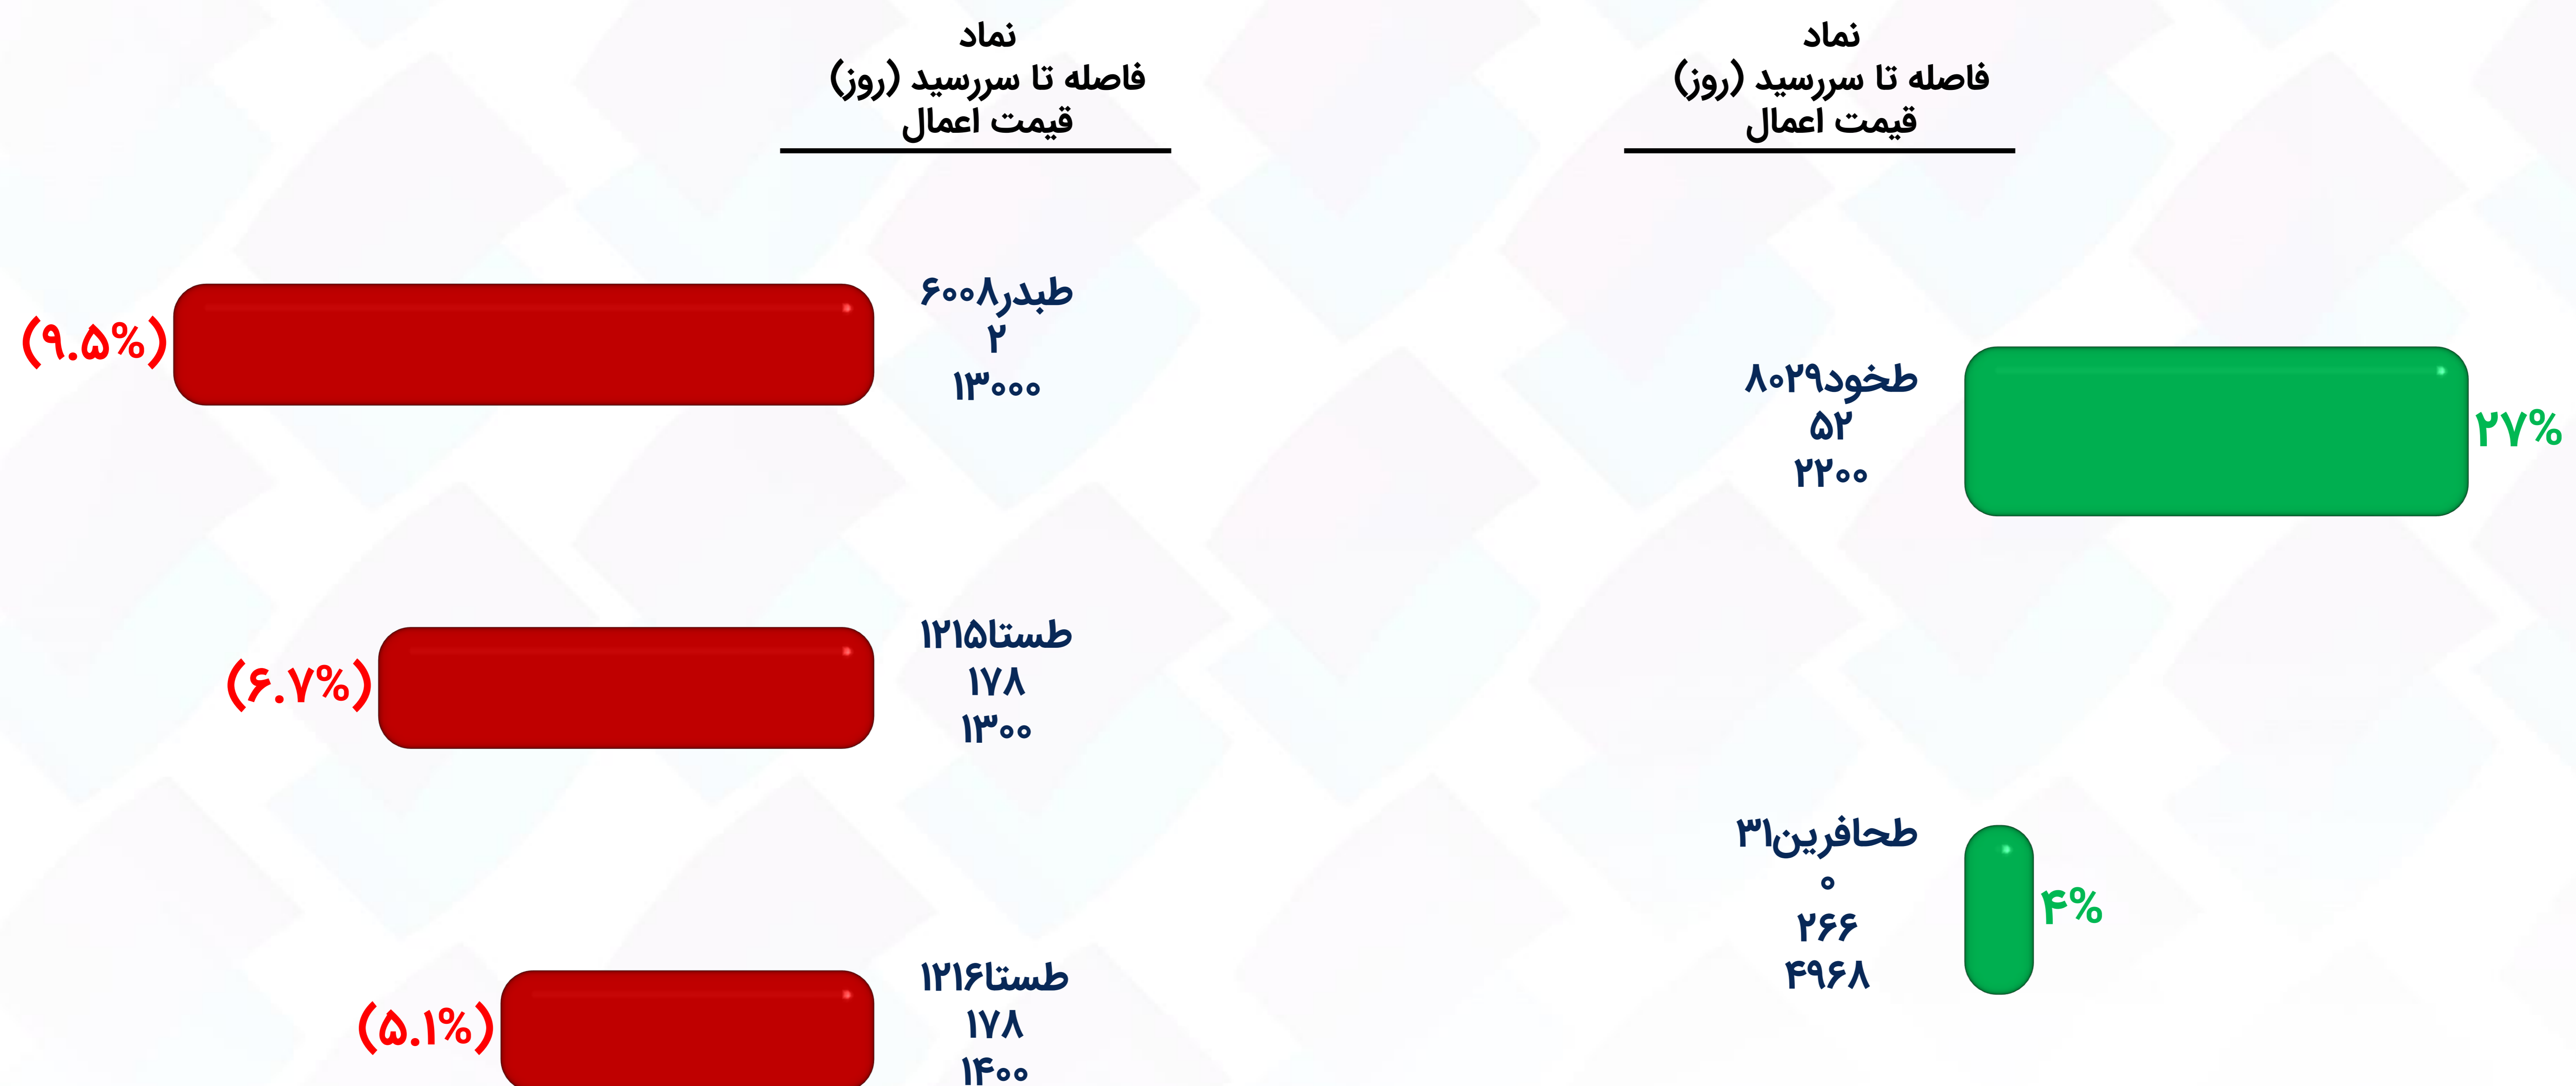 نماد
فاصله تا سررسید (روز)
قیمت اعمال
طخود۸۰۲۹
۵۲
۲۲۰۰
۲۷%
طحافرین۳۱
۰
۲۶۶
۴۹۶۸
۴%
نماد
فاصله تا سررسید (روز)
قیمت اعمال
طبدر۶۰۰۸
۲
۱۳۰۰۰
(۹.۵%)
طستا۱۲۱۵
۱۷۸
۱۳۰۰
(۶.۷%)
طستا۱۲۱۶
۱۷۸
۱۴۰۰
(۵.۱%)